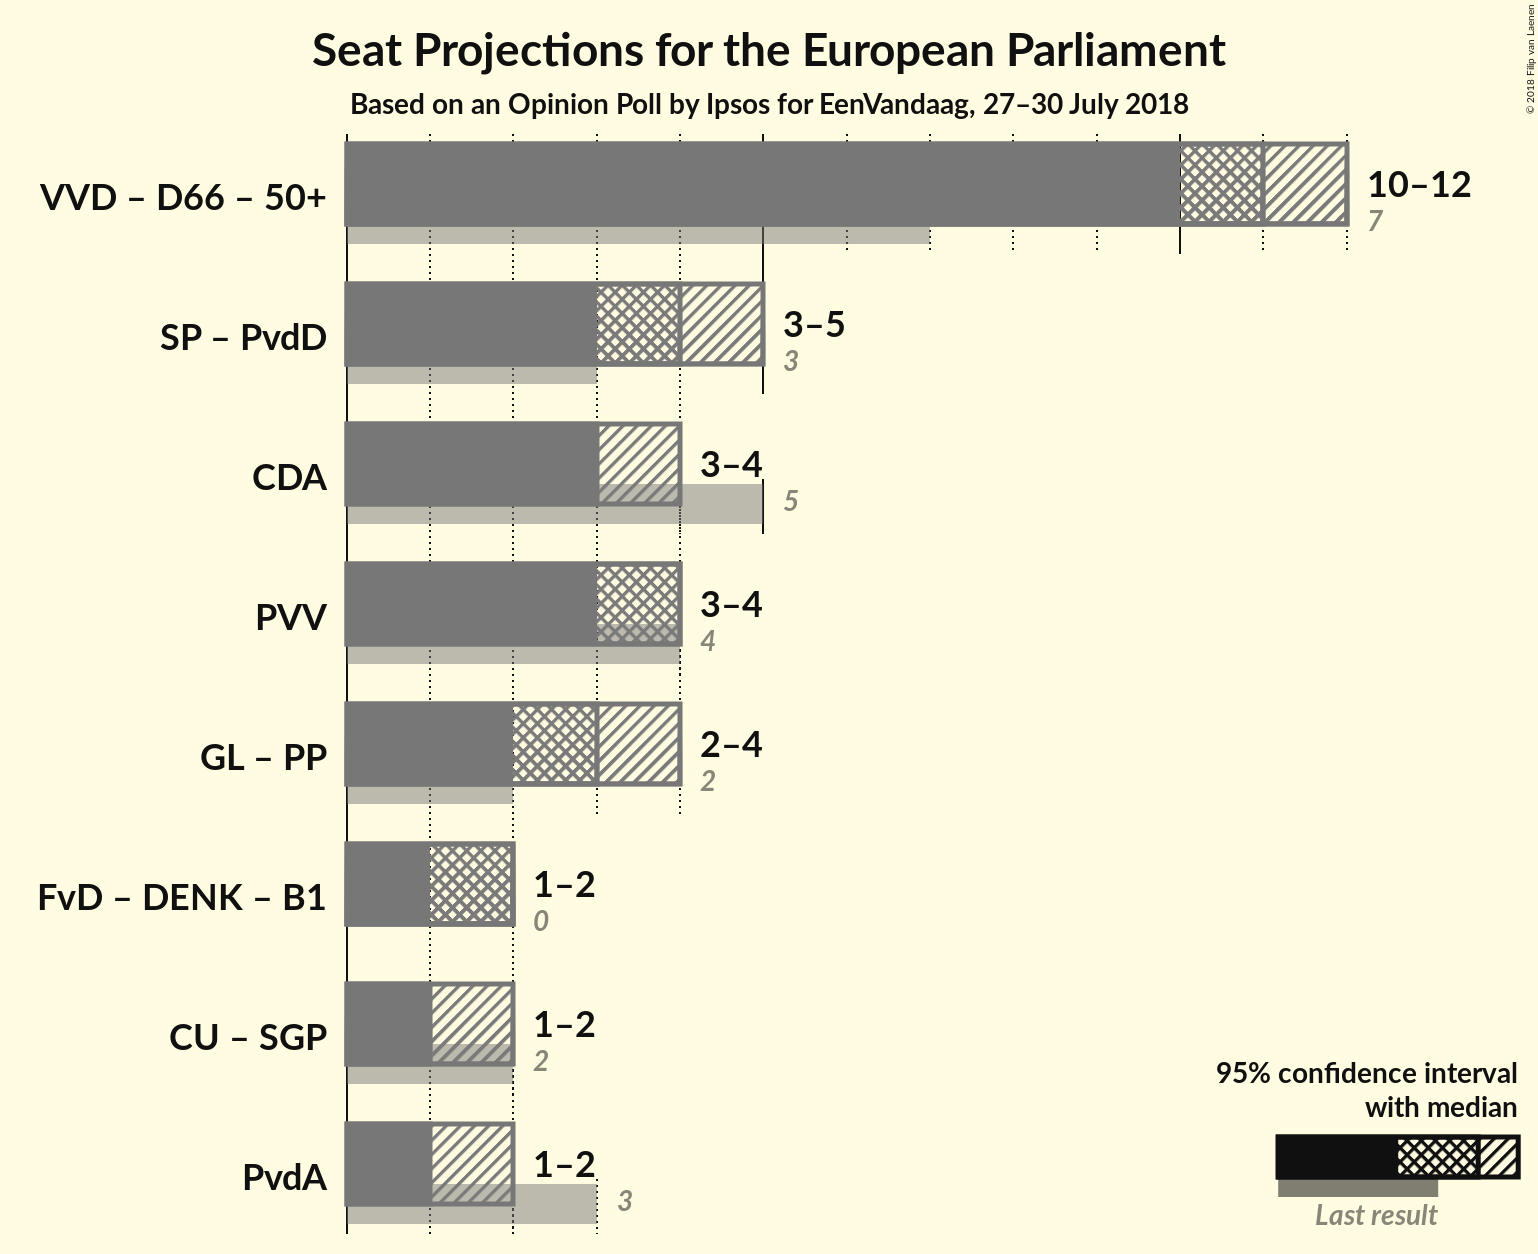 Seat Projections for the European Parliament
Based on an Opinion Poll by Ipsos for EenVandaag, 27–30 July 2018
© 2018 Filip van Laenen
VVD – D66 – 50+
10–12
7
SP – PvdD
3–5
3
CDA
3–4
5
PVV
3–4
4
GL – PP
2–4
2
FvD – DENK – B1
1–2
0
CU – SGP
1–2
2
PvdA
1–2
3
95% confidence interval
with median
Last result